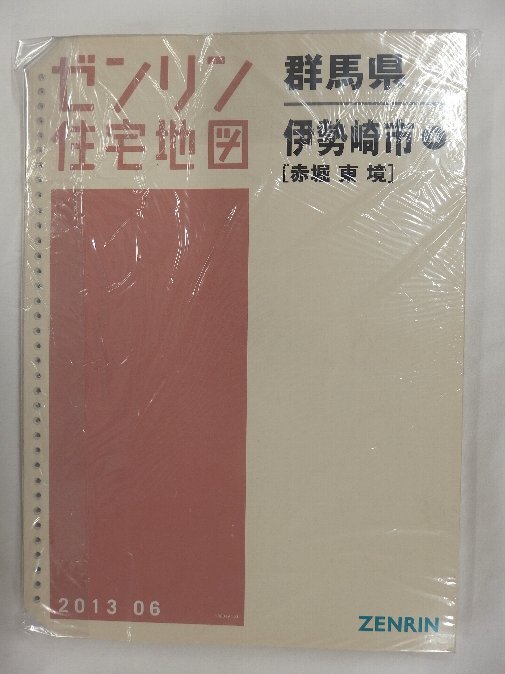 ゼンリン
住宅地図
群馬県
伊勢崎市
[赤堀 東 境]
2013 06
ZENRIN